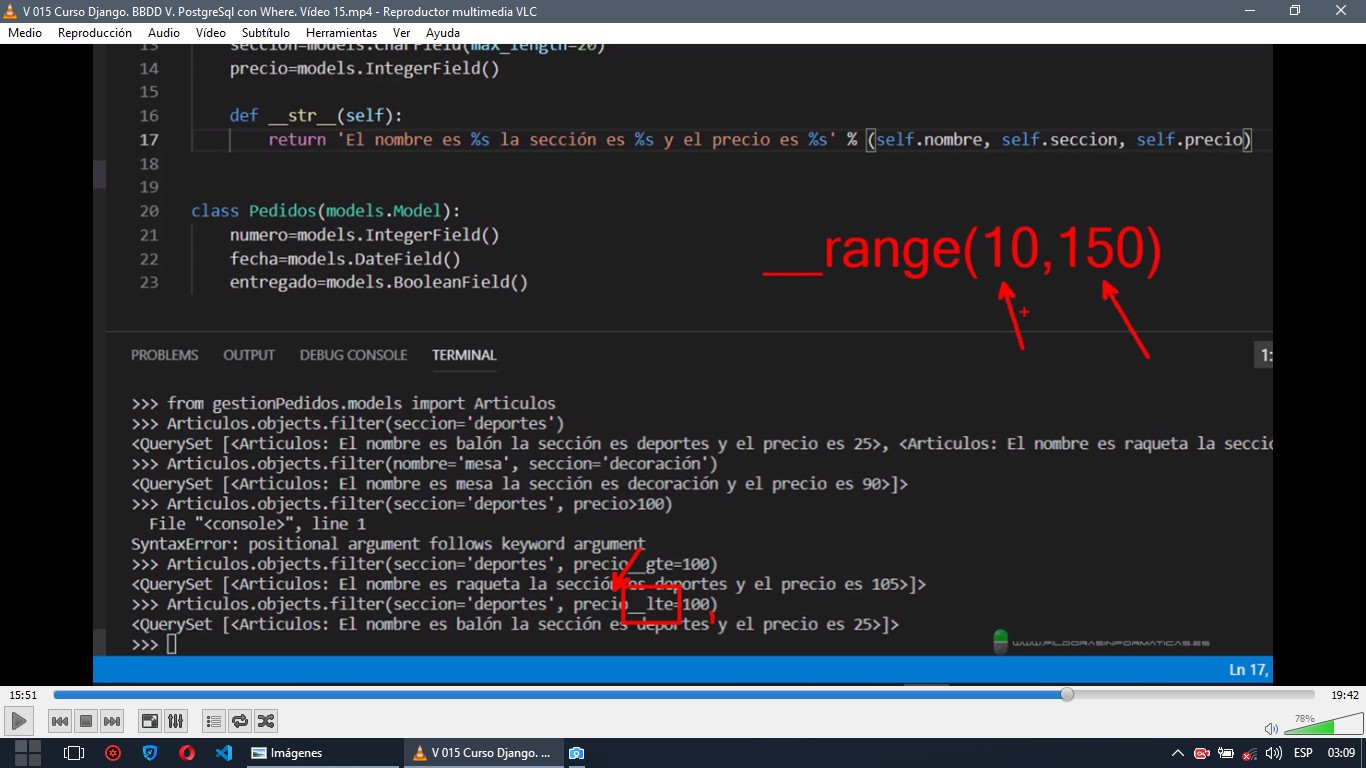 V 015 Curso Django. BBDD V. PostgreSql con Where. Vídeo 15.mp4 - Reproductor multimedia VLC
Medio Reproducción Audio Vídeo Subtítulo Herramientas Ver Ayuda
13 seccion=models.CharField(max_length=20)
14 precio=models.IntegerField()
15
16 def __str__(self):
17 return 'El nombre es %s la sección es %s y el precio es %s' % (self.nombre, self.seccion, self.precio)
18
19
20 class Pedidos(models.Model):
21 numero=models.IntegerField()
22 fecha=models.DateField()
23 entregado=models.BooleanField()
__range(10,150)
PROBLEMS OUTPUT DEBUG CONSOLE TERMINAL 1:
>>> from gestionPedidos.models import Articulos
>>> Articulos.objects.filter(seccion='deportes')
<QuerySet [<Articulos: El nombre es balón la sección es deportes y el precio es 25>, <Articulos: El nombre es raqueta la secció
>>> Articulos.objects.filter(nombre='mesa', seccion='decoración')
<QuerySet [<Articulos: El nombre es mesa la sección es decoración y el precio es 90>]>
>>> Articulos.objects.filter(seccion='deportes', precio>100)
File "<console>", line 1
SyntaxError: positional argument follows keyword argument
>>> Articulos.objects.filter(seccion='deportes', precio__gte=100)
<QuerySet [<Articulos: El nombre es raqueta la sección es deportes y el precio es 105>]>
>>> Articulos.objects.filter(seccion='deportes', precio__lte=100)
<QuerySet [<Articulos: El nombre es balón la sección es deportes y el precio es 25>]>
>>>
WWW.PILDORASINFORMATICAS.ES
Ln 17,
15:51 19:42
78%
Imágenes V 015 Curso Django. ... ESP 03:09